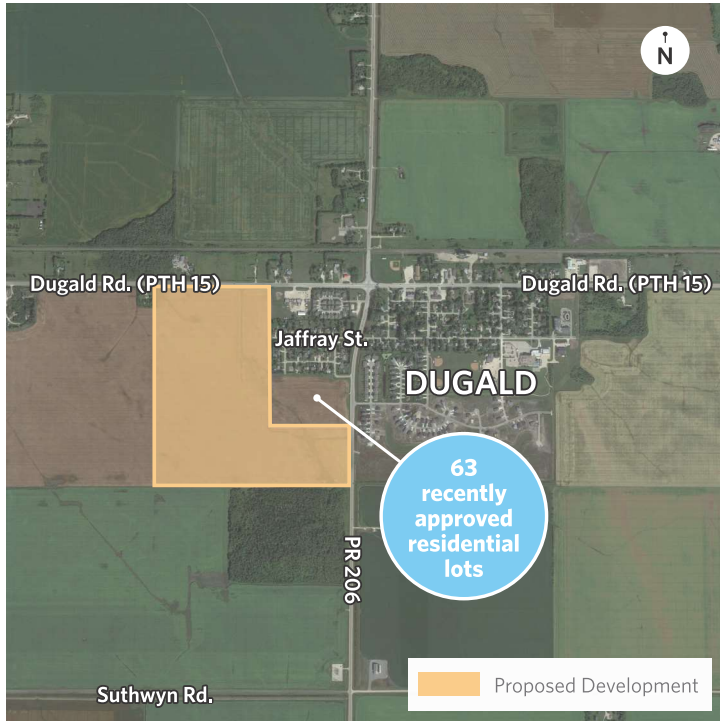 N
Dugald Rd. (PTH 15)
Dugald Rd. (PTH 15)
Jaffray St.
DUGALD
63
recently
approved
residential
lots
PR 206
Suthwyn Rd.
Proposed Development